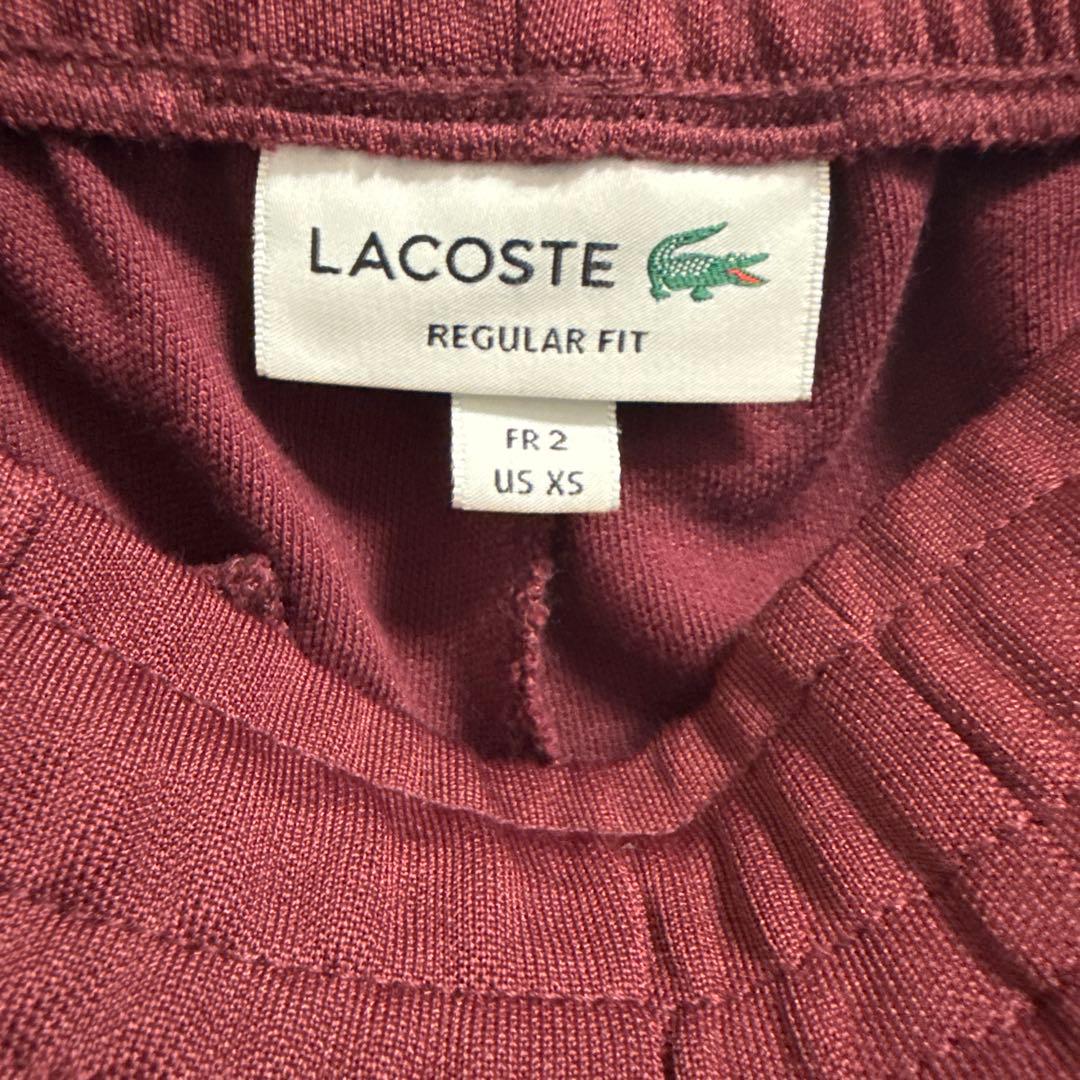 LACOSTE
REGULAR FIT
FR 2
US XS